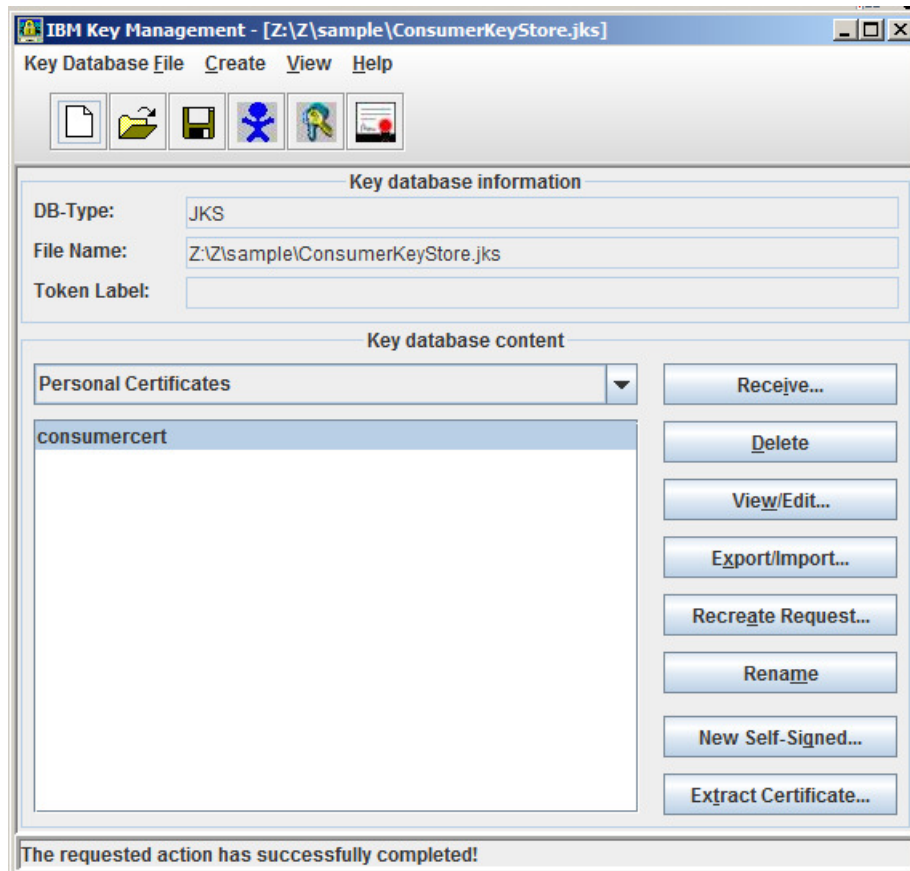 IBM Key Management - [Z:\Z\sample\ConsumerKeyStore.jks]
Key Database File Create View Help
Key database information
DB-Type: JKS
File Name: Z:\Z\sample\ConsumerKeyStore.jks
Token Label:
Key database content
Personal Certificates
Receive...
consumercert
Delete
View/Edit...
Export/Import...
Recreate Request...
Rename
New Self-Signed...
Extract Certificate...
The requested action has successfully completed!